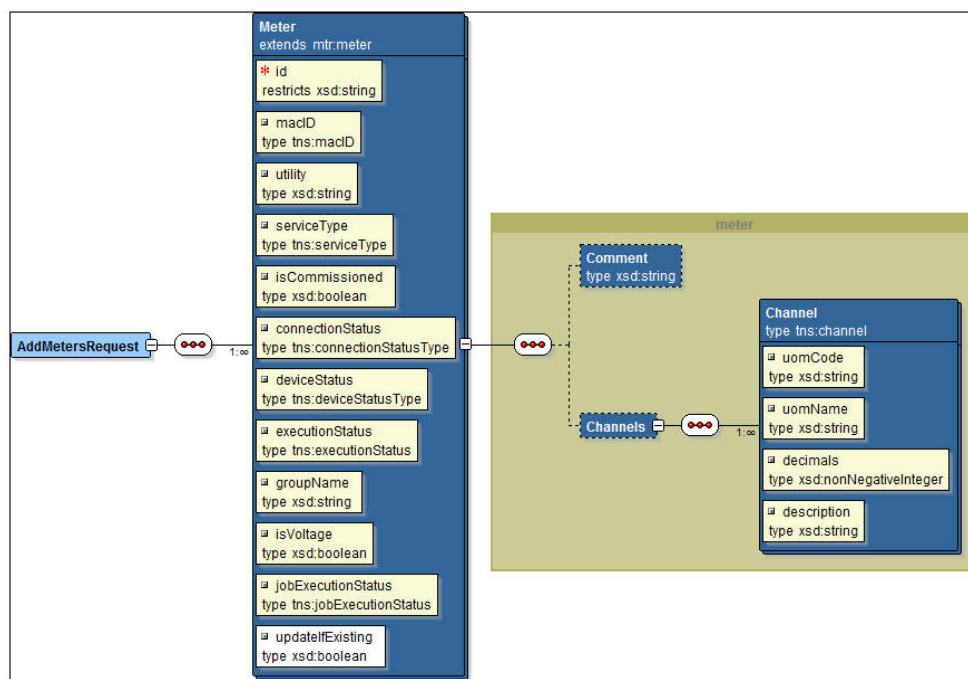 Meter
extends mtr:meter
* id
restricts xsd:string
macID
type tns:macID
utility
type xsd:string
serviceType
type tns:serviceType
isCommissioned
type xsd:boolean
connectionStatus
type tns:connectionStatusType
deviceStatus
type tns:deviceStatusType
executionStatus
type tns:executionStatus
groupName
type xsd:string
isVoltage
type xsd:boolean
jobExecutionStatus
type tns:jobExecutionStatus
updateIfExisting
type xsd:boolean
AddMetersRequest
1:∞
meter
Comment
type xsd:string
Channels
1:∞
Channel
type tns:channel
uomCode
type xsd:string
uomName
type xsd:string
decimals
type xsd:nonNegativeInteger
description
type xsd:string